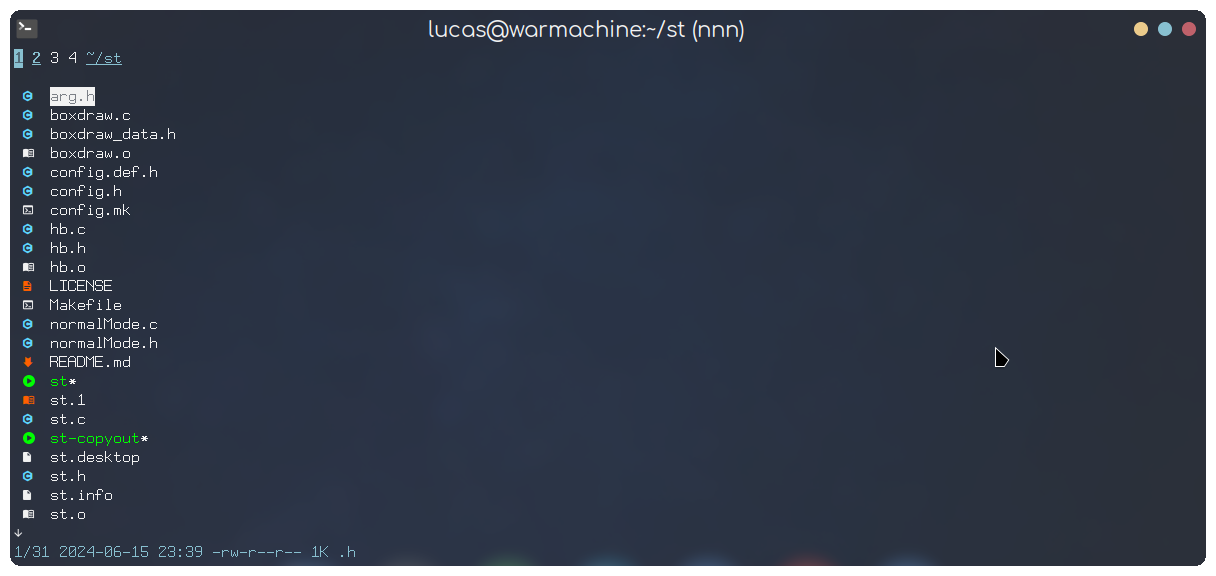 lucas@warmachine:~/st (nnn)
1 2 3 4 ~/st
arg.h
boxdraw.c
boxdraw_data.h
boxdraw.o
config.def.h
config.h
config.mk
hb.c
hb.h
hb.o
LICENSE
Makefile
normalMode.c
normalMode.h
README.md
st*
st.1
st.c
st-copyout*
st.desktop
st.h
st.info
st.o
↓
1/31 2024-06-15 23:39 -rw-r--r-- 1K .h